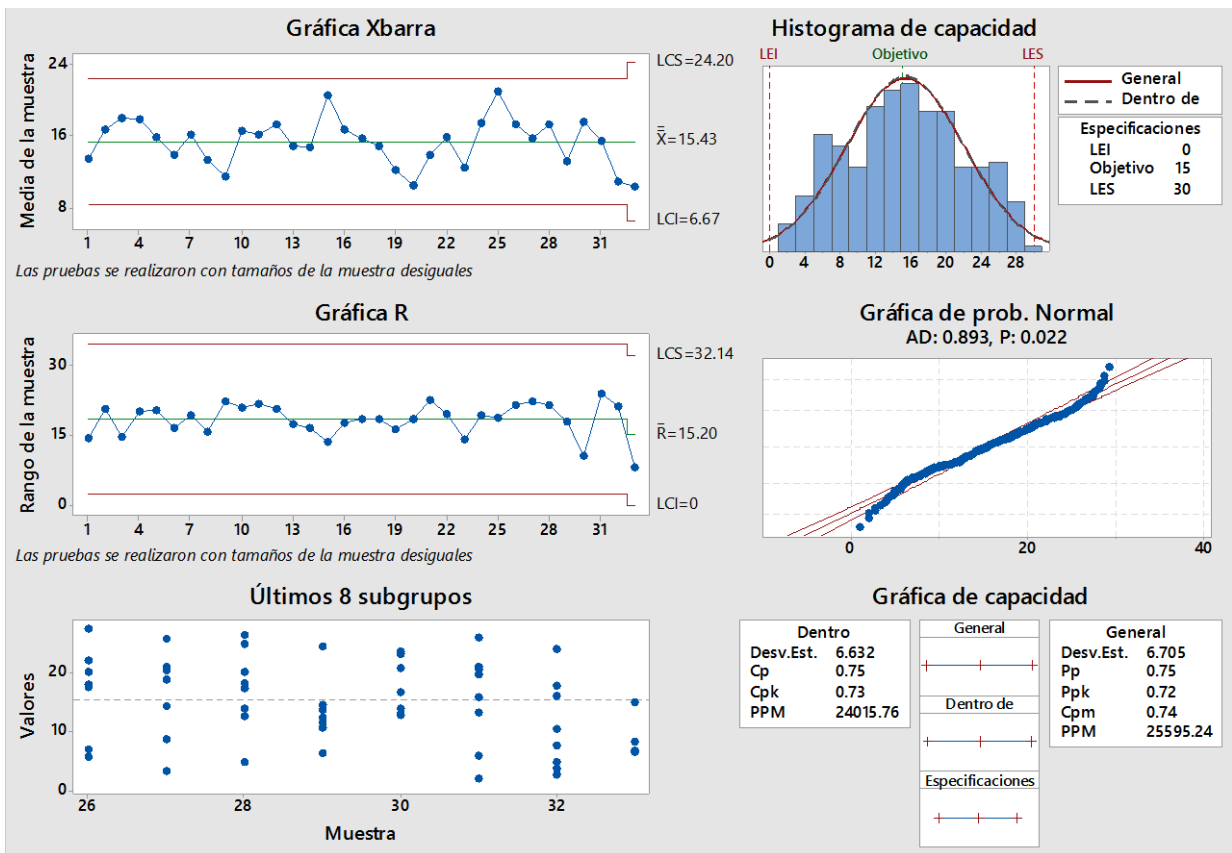 Gráfica Xbarra
Media de la muestra
24
16
8
LCS=24.20
X=15.43
LCI=6.67
1 4 7 10 13 16 19 22 25 28 31
Las pruebas se realizaron con tamaños de la muestra desiguales
Histograma de capacidad
LEI Objetivo LES
0 4 8 12 16 20 24 28
General
Dentro de
Especificaciones
LEI 0
Objetivo 15
LES 30
Gráfica R
Rango de la muestra
30
15
0
LCS=32.14
R=15.20
LCI=0
1 4 7 10 13 16 19 22 25 28 31
Las pruebas se realizaron con tamaños de la muestra desiguales
Gráfica de prob. Normal
AD: 0.893, P: 0.022
0 20 40
Últimos 8 subgrupos
Valores
20
10
0
26 28 30 32
Muestra
Gráfica de capacidad
Dentro
Desv.Est. 6.632
Cp 0.75
Cpk 0.73
PPM 24015.76
General
Dentro de
Especificaciones
General
Desv.Est. 6.705
Pp 0.75
Ppk 0.72
Cpm 0.74
PPM 25595.24